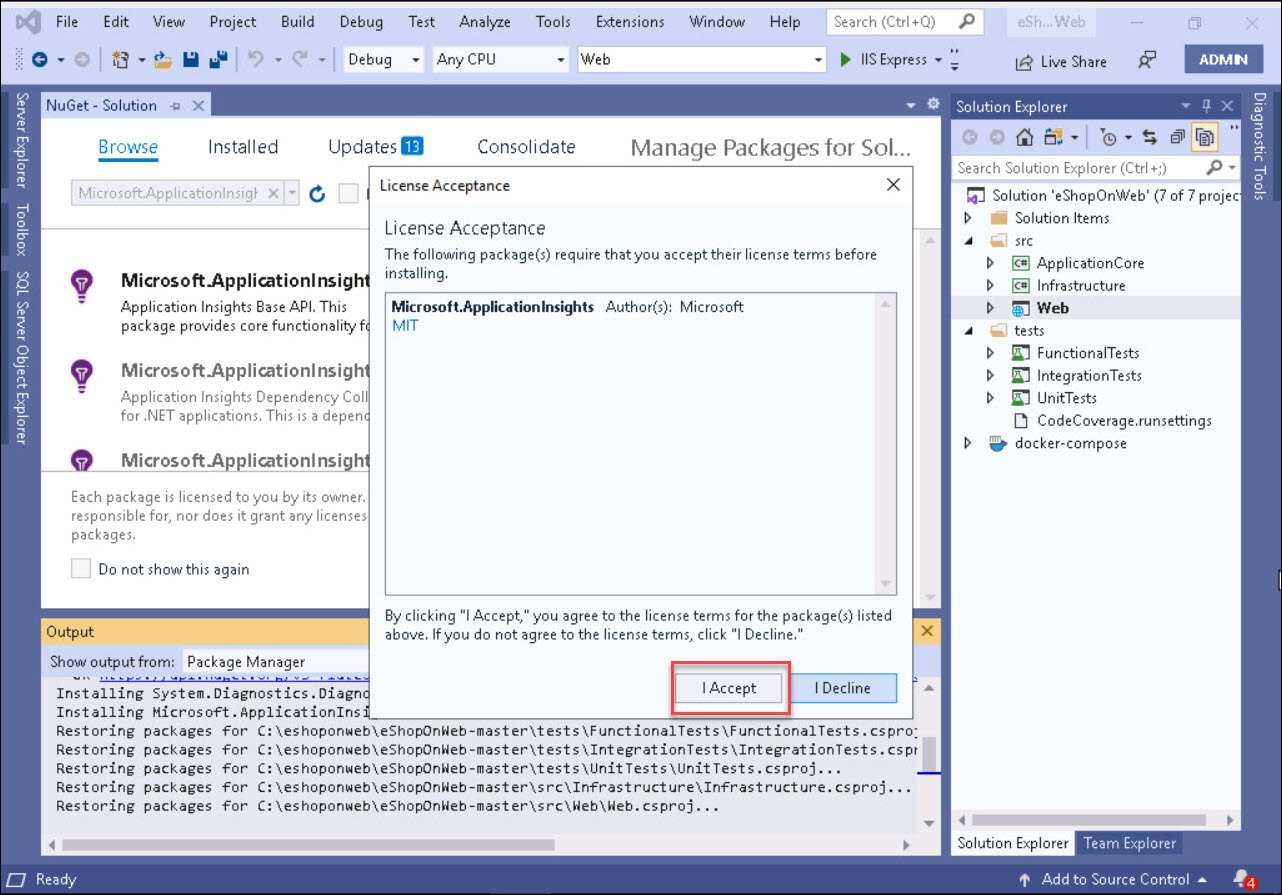 File Edit View Project Build Debug Test Analyze Tools Extensions Window Help Search (Ctrl+Q) eSh...Web
Debug Any CPU Web IIS Express Live Share ADMIN
Server Explorer
Toolbox
SQL Server Object Explorer
NuGet - Solution
Browse Installed Updates 13 Consolidate Manage Packages for Sol...
Microsoft.ApplicationInsigh
Microsoft.ApplicationInsight
Application Insights Base API. This
package provides core functionality fo
Microsoft.ApplicationInsight
Application Insights Dependency Coll
for .NET applications. This is a depend
Microsoft.ApplicationInsight
Each package is licensed to you by its owner.
responsible for, nor does it grant any licenses
packages.
Do not show this again
License Acceptance
License Acceptance
The following package(s) require that you accept their license terms before
installing.
Microsoft.ApplicationInsights Author(s): Microsoft
MIT
By clicking "I Accept," you agree to the license terms for the package(s) listed
above. If you do not agree to the license terms, click "I Decline."
I Accept I Decline
Output
Show output from: Package Manager
Installing System.Diagnostics.Diagno
Installing Microsoft.ApplicationInsi
Restoring packages for C:\eshoponweb\eShopOnWeb-master\tests\FunctionalTests\FunctionalTests.csproj
Restoring packages for C:\eshoponweb\eShopOnWeb-master\tests\IntegrationTests\IntegrationTests.cspr
Restoring packages for C:\eshoponweb\eShopOnWeb-master\tests\UnitTests\UnitTests.csproj...
Restoring packages for C:\eshoponweb\eShopOnWeb-master\src\Infrastructure\Infrastructure.csproj...
Restoring packages for C:\eshoponweb\eShopOnWeb-master\src\Web\Web.csproj...
Solution Explorer
Search Solution Explorer (Ctrl+;)
Solution 'eShopOnWeb' (7 of 7 projec
Solution Items
src
C# ApplicationCore
C# Infrastructure
Web
tests
FunctionalTests
IntegrationTests
UnitTests
CodeCoverage.runsettings
docker-compose
Solution Explorer Team Explorer
Diagnostic Tools
Ready Add to Source Control 4